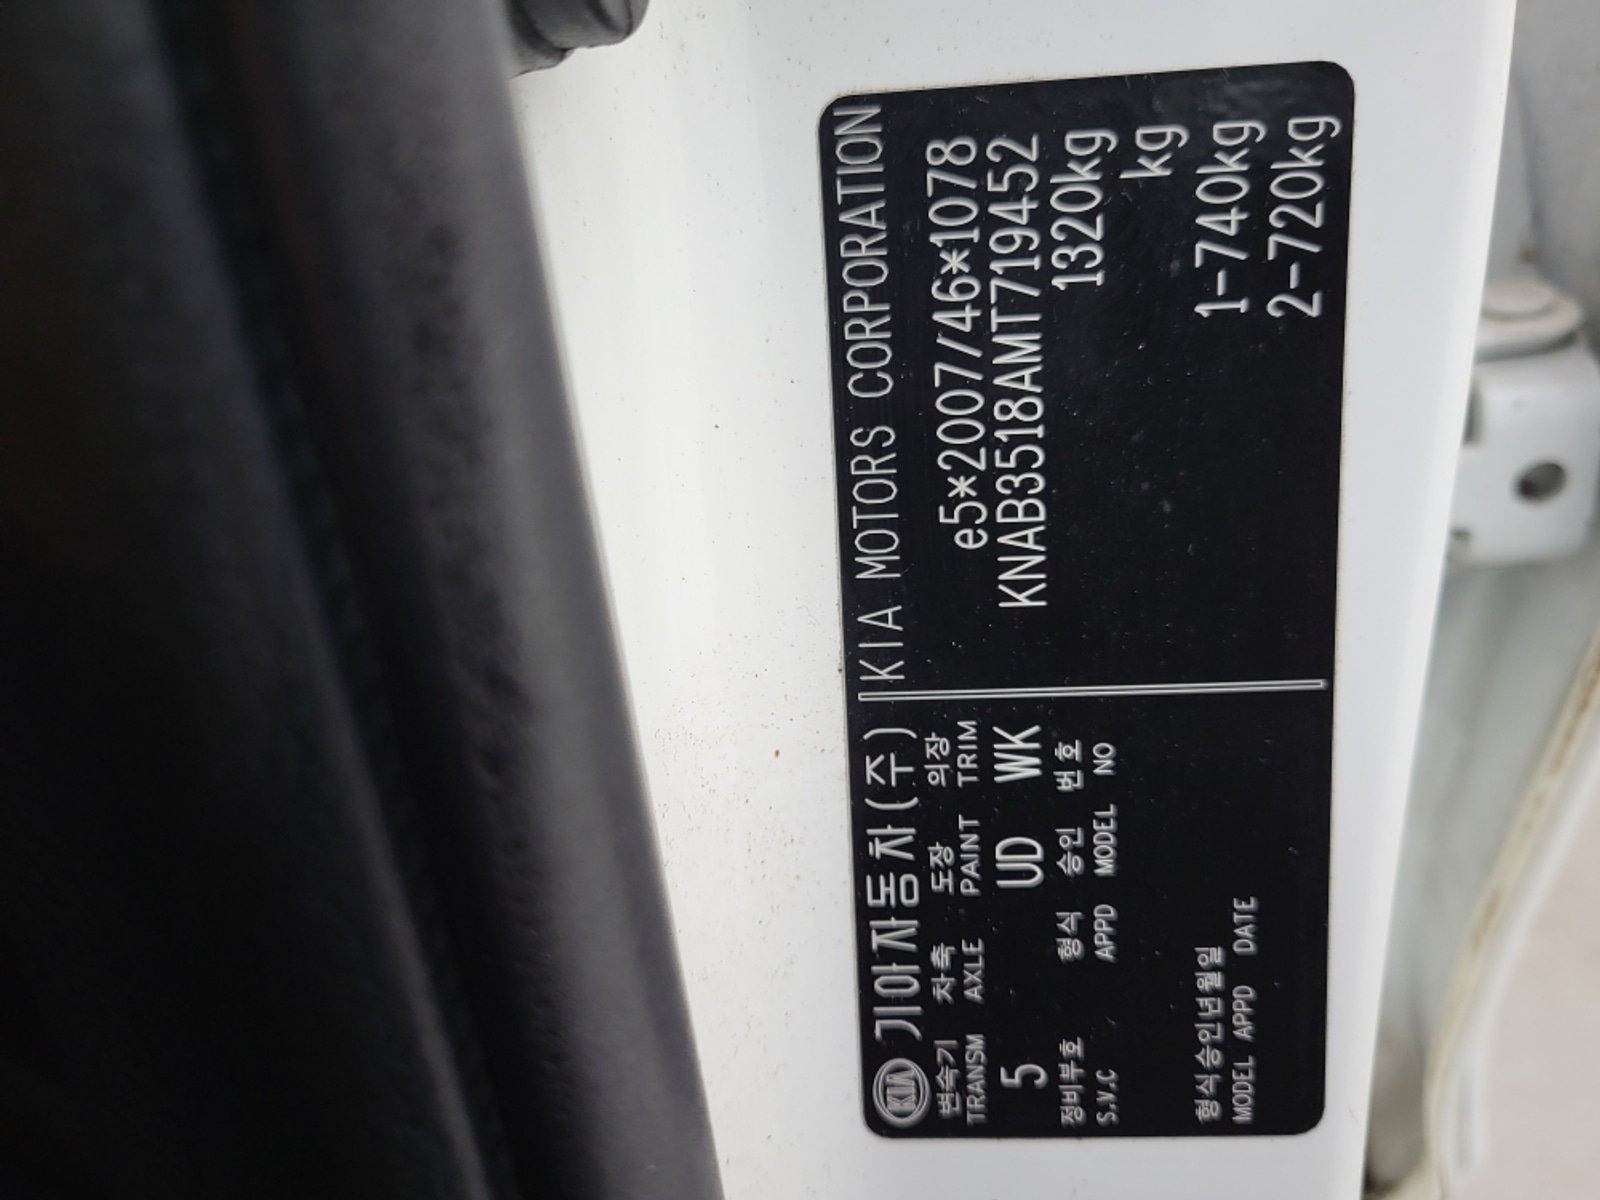 KIA 기아자동차(주) KIA MOTORS CORPORATION
변속기 차축 도장 의장
TRANSM AXLE PAINT TRIM
5 UD WK
정비부호 형식 승인 번호
S.V.C APPD MODEL NO
형식승인년월일
MODEL APPD DATE
e5*2007/46*1078
KNAB3518AMT719452
1320kg
kg
1-740kg
2-720kg